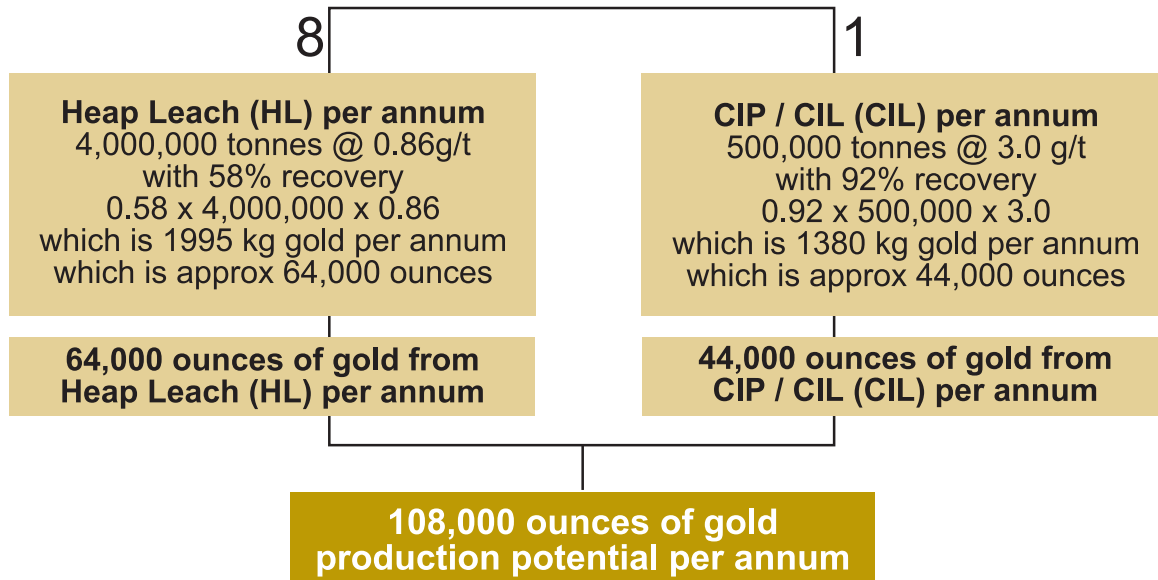 8
1
Heap Leach (HL) per annum
4,000,000 tonnes @ 0.86g/t
with 58% recovery
0.58 x 4,000,000 x 0.86
which is 1995 kg gold per annum
which is approx 64,000 ounces
CIP / CIL (CIL) per annum
500,000 tonnes @ 3.0 g/t
with 92% recovery
0.92 x 500,000 x 3.0
which is 1380 kg gold per annum
which is approx 44,000 ounces
64,000 ounces of gold from
Heap Leach (HL) per annum
44,000 ounces of gold from
CIP / CIL (CIL) per annum
108,000 ounces of gold
production potential per annum